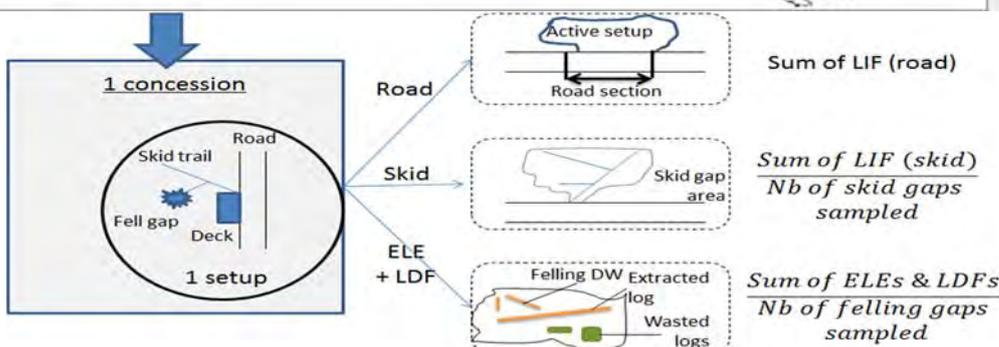 1 concession
Road
Skid trail
Fell gap
Deck
1 setup
Road
Skid
ELE
+ LDF
Active setup
Road section
Skid gap
area
Felling DW
Extracted
log
Wasted
logs
Sum of LIF (road)
Sum of LIF (skid)
Nb of skid gaps
sampled
Sum of ELEs & LDFs
Nb of felling gaps
sampled